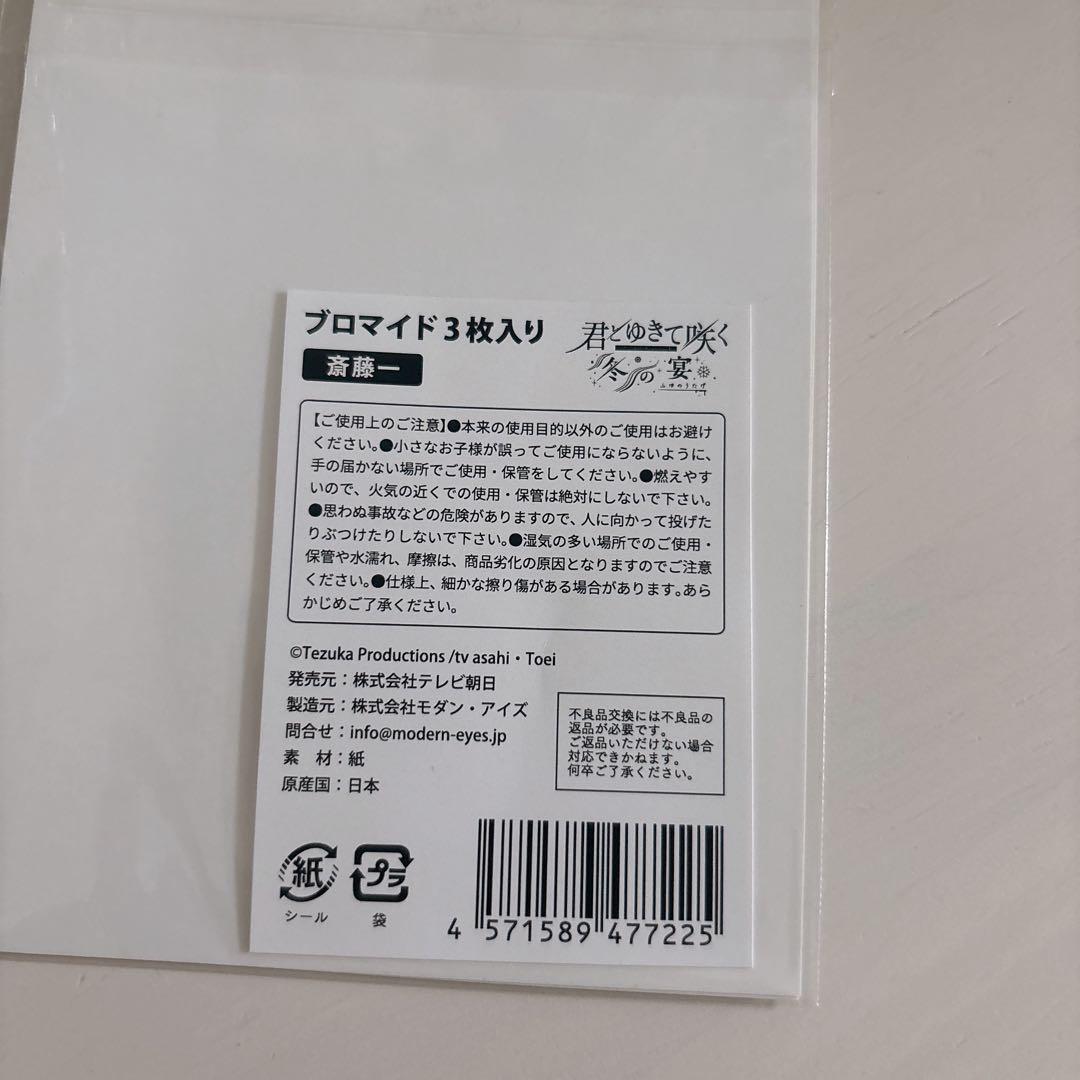 ブロマイド3枚入り
斎藤一
君とゆきて咲く
冬の宴
ふゆのうたげ
【ご使用上のご注意】●本来の使用目的以外のご使用はお避け
ください。●小さなお子様が誤ってご使用にならないように、
手の届かない場所でご使用・保管をしてください。●燃えやす
いので、火気の近くでの使用・保管は絶対にしないで下さい。
●思わぬ事故などの危険がありますので、人に向かって投げた
りぶつけたりしないで下さい。●湿気の多い場所でのご使用・
保管や水濡れ、摩擦は、商品劣化の原因となりますのでご注意
ください。●仕様上、細かな擦り傷がある場合があります。あら
かじめご了承ください。
©Tezuka Productions /tv asahi・Toei
発売元：株式会社テレビ朝日
製造元：株式会社モダン・アイズ
問合せ：info@modern-eyes.jp
素 材：紙
原産国：日本
不良品交換には不良品の
返品が必要です。
ご返品いただけない場合
対応できかねます。
何卒ご了承ください。
紙
シール
プラ
袋
4 571589 477225